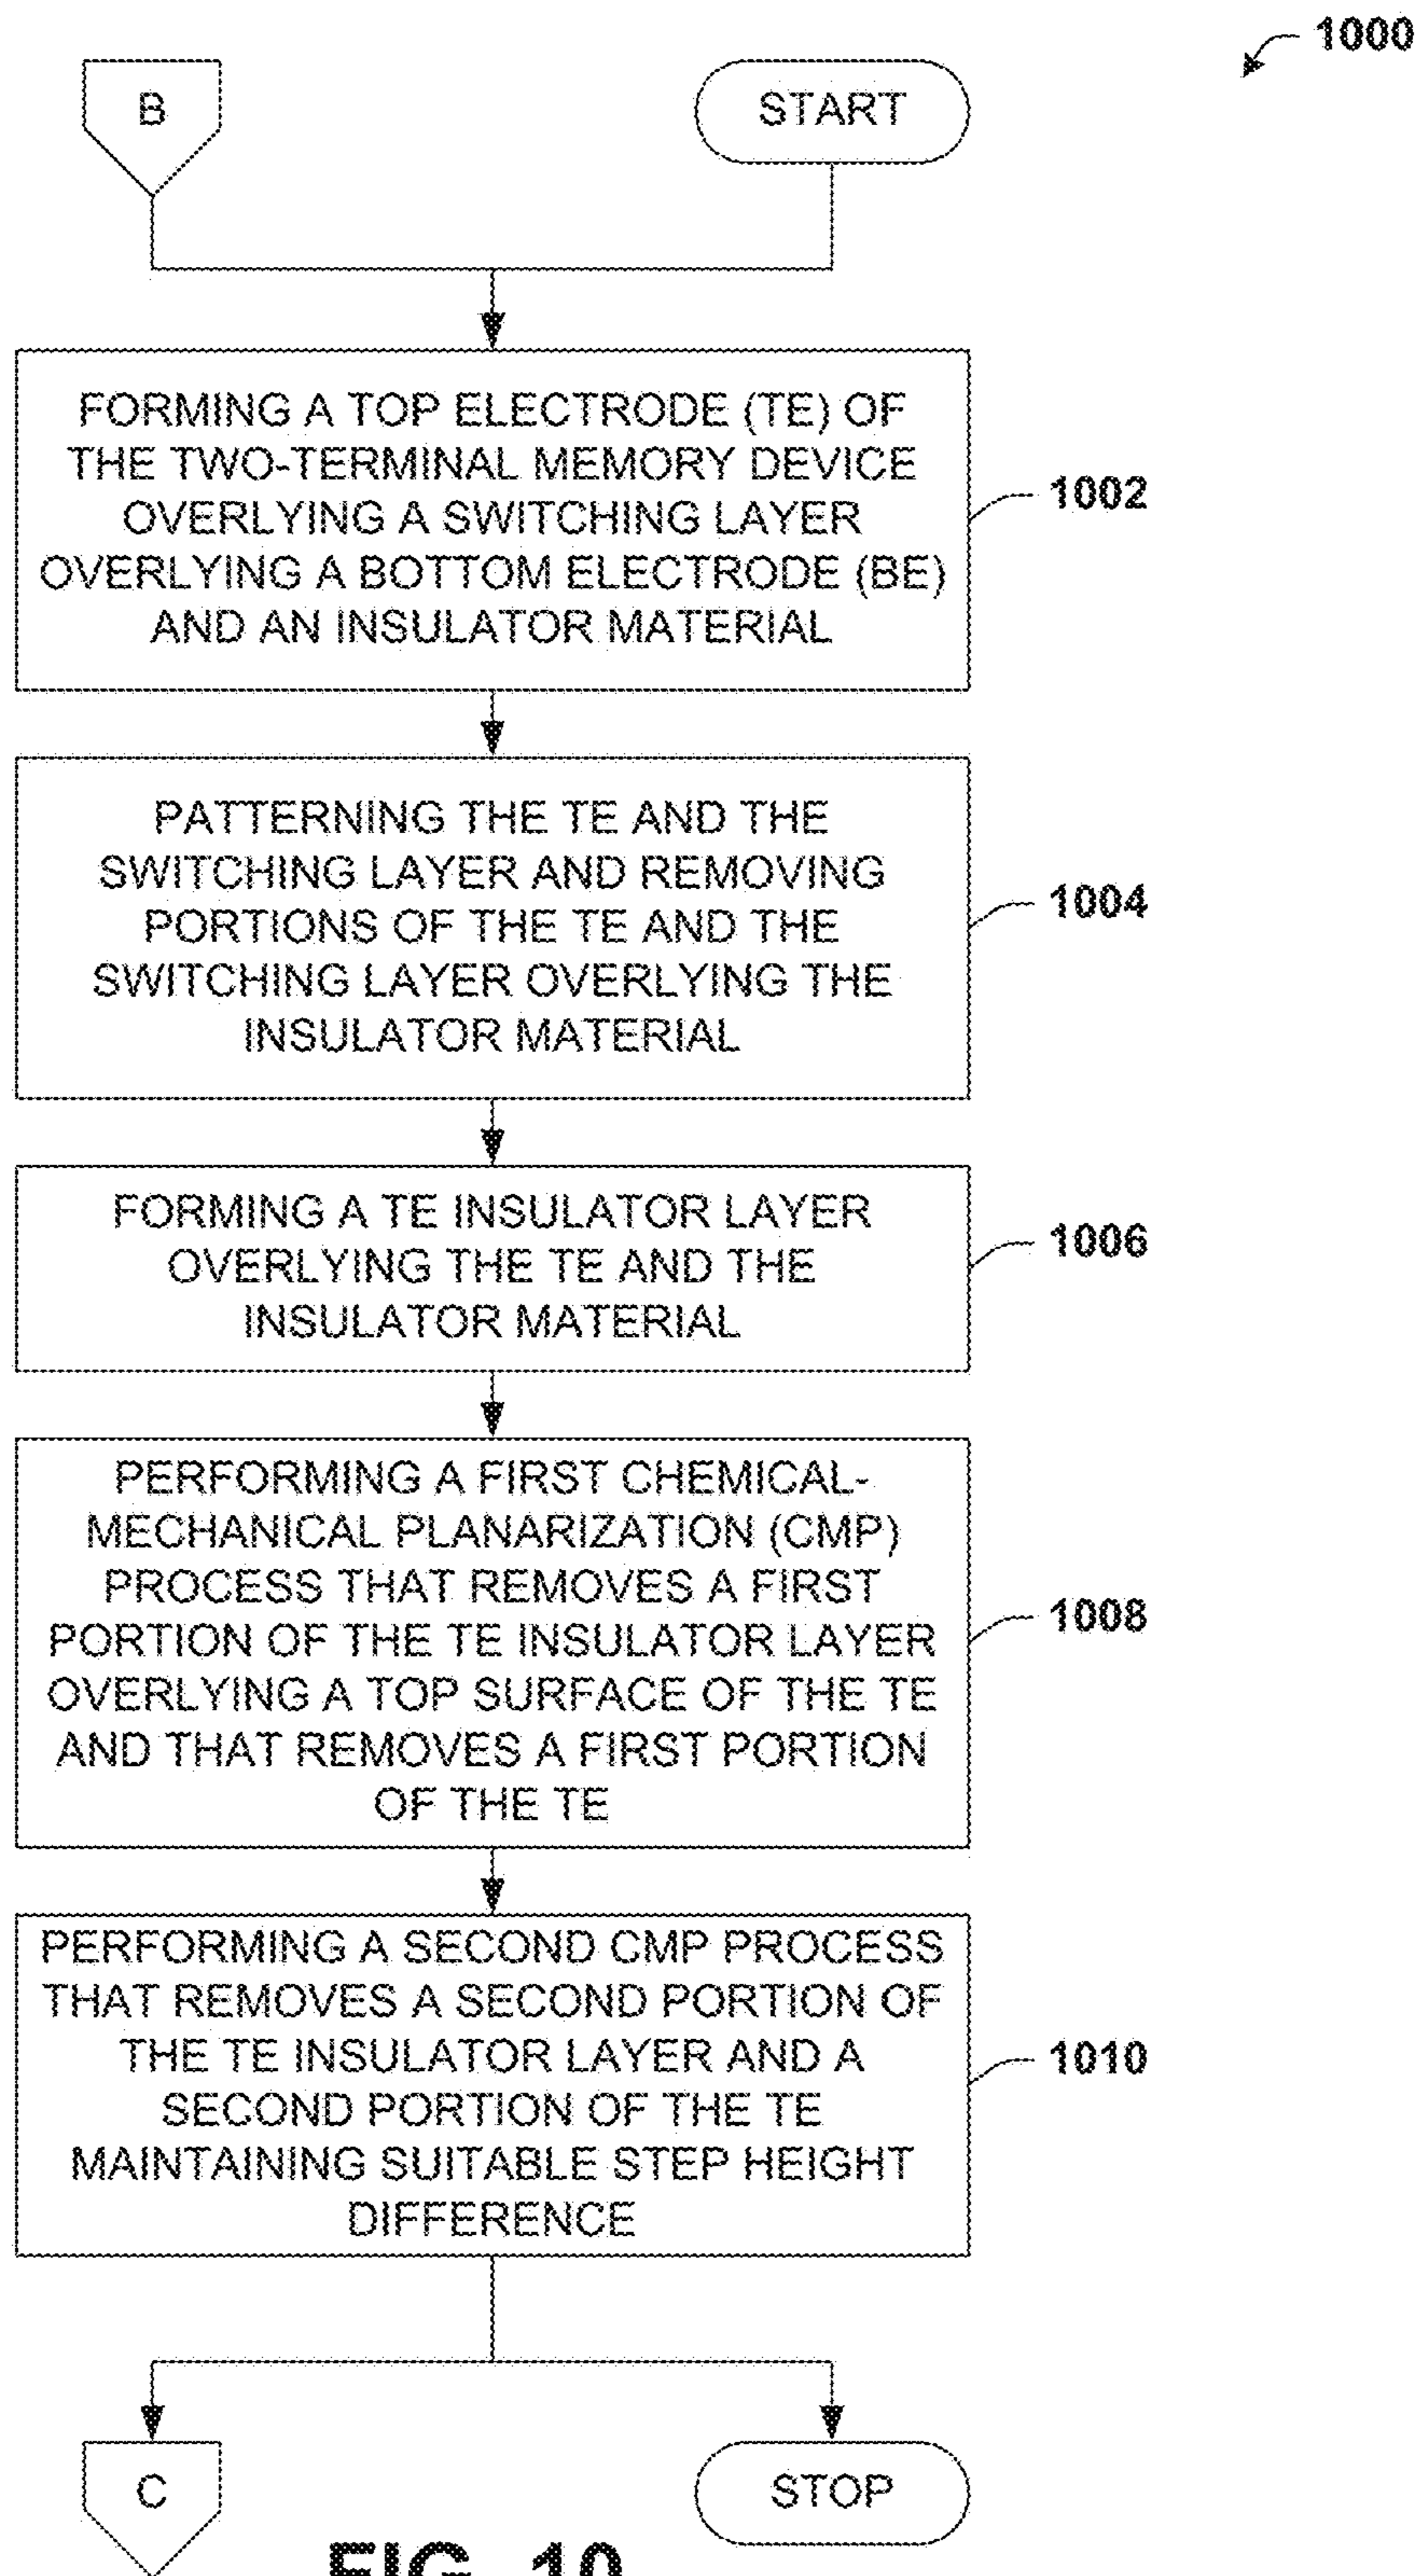 1000
B
START
FORMING A TOP ELECTRODE (TE) OF
THE TWO-TERMINAL MEMORY DEVICE
OVERLYING A SWITCHING LAYER
OVERLYING A BOTTOM ELECTRODE (BE)
AND AN INSULATOR MATERIAL
1002
PATTERNING THE TE AND THE
SWITCHING LAYER AND REMOVING
PORTIONS OF THE TE AND THE
SWITCHING LAYER OVERLYING THE
INSULATOR MATERIAL
1004
FORMING A TE INSULATOR LAYER
OVERLYING THE TE AND THE
INSULATOR MATERIAL
1006
PERFORMING A FIRST CHEMICAL-
MECHANICAL PLANARIZATION (CMP)
PROCESS THAT REMOVES A FIRST
PORTION OF THE TE INSULATOR LAYER
OVERLYING A TOP SURFACE OF THE TE
AND THAT REMOVES A FIRST PORTION
OF THE TE
1008
PERFORMING A SECOND CMP PROCESS
THAT REMOVES A SECOND PORTION OF
THE TE INSULATOR LAYER AND A
SECOND PORTION OF THE TE
MAINTAINING SUITABLE STEP HEIGHT
DIFFERENCE
1010
C
STOP
FIG. 10